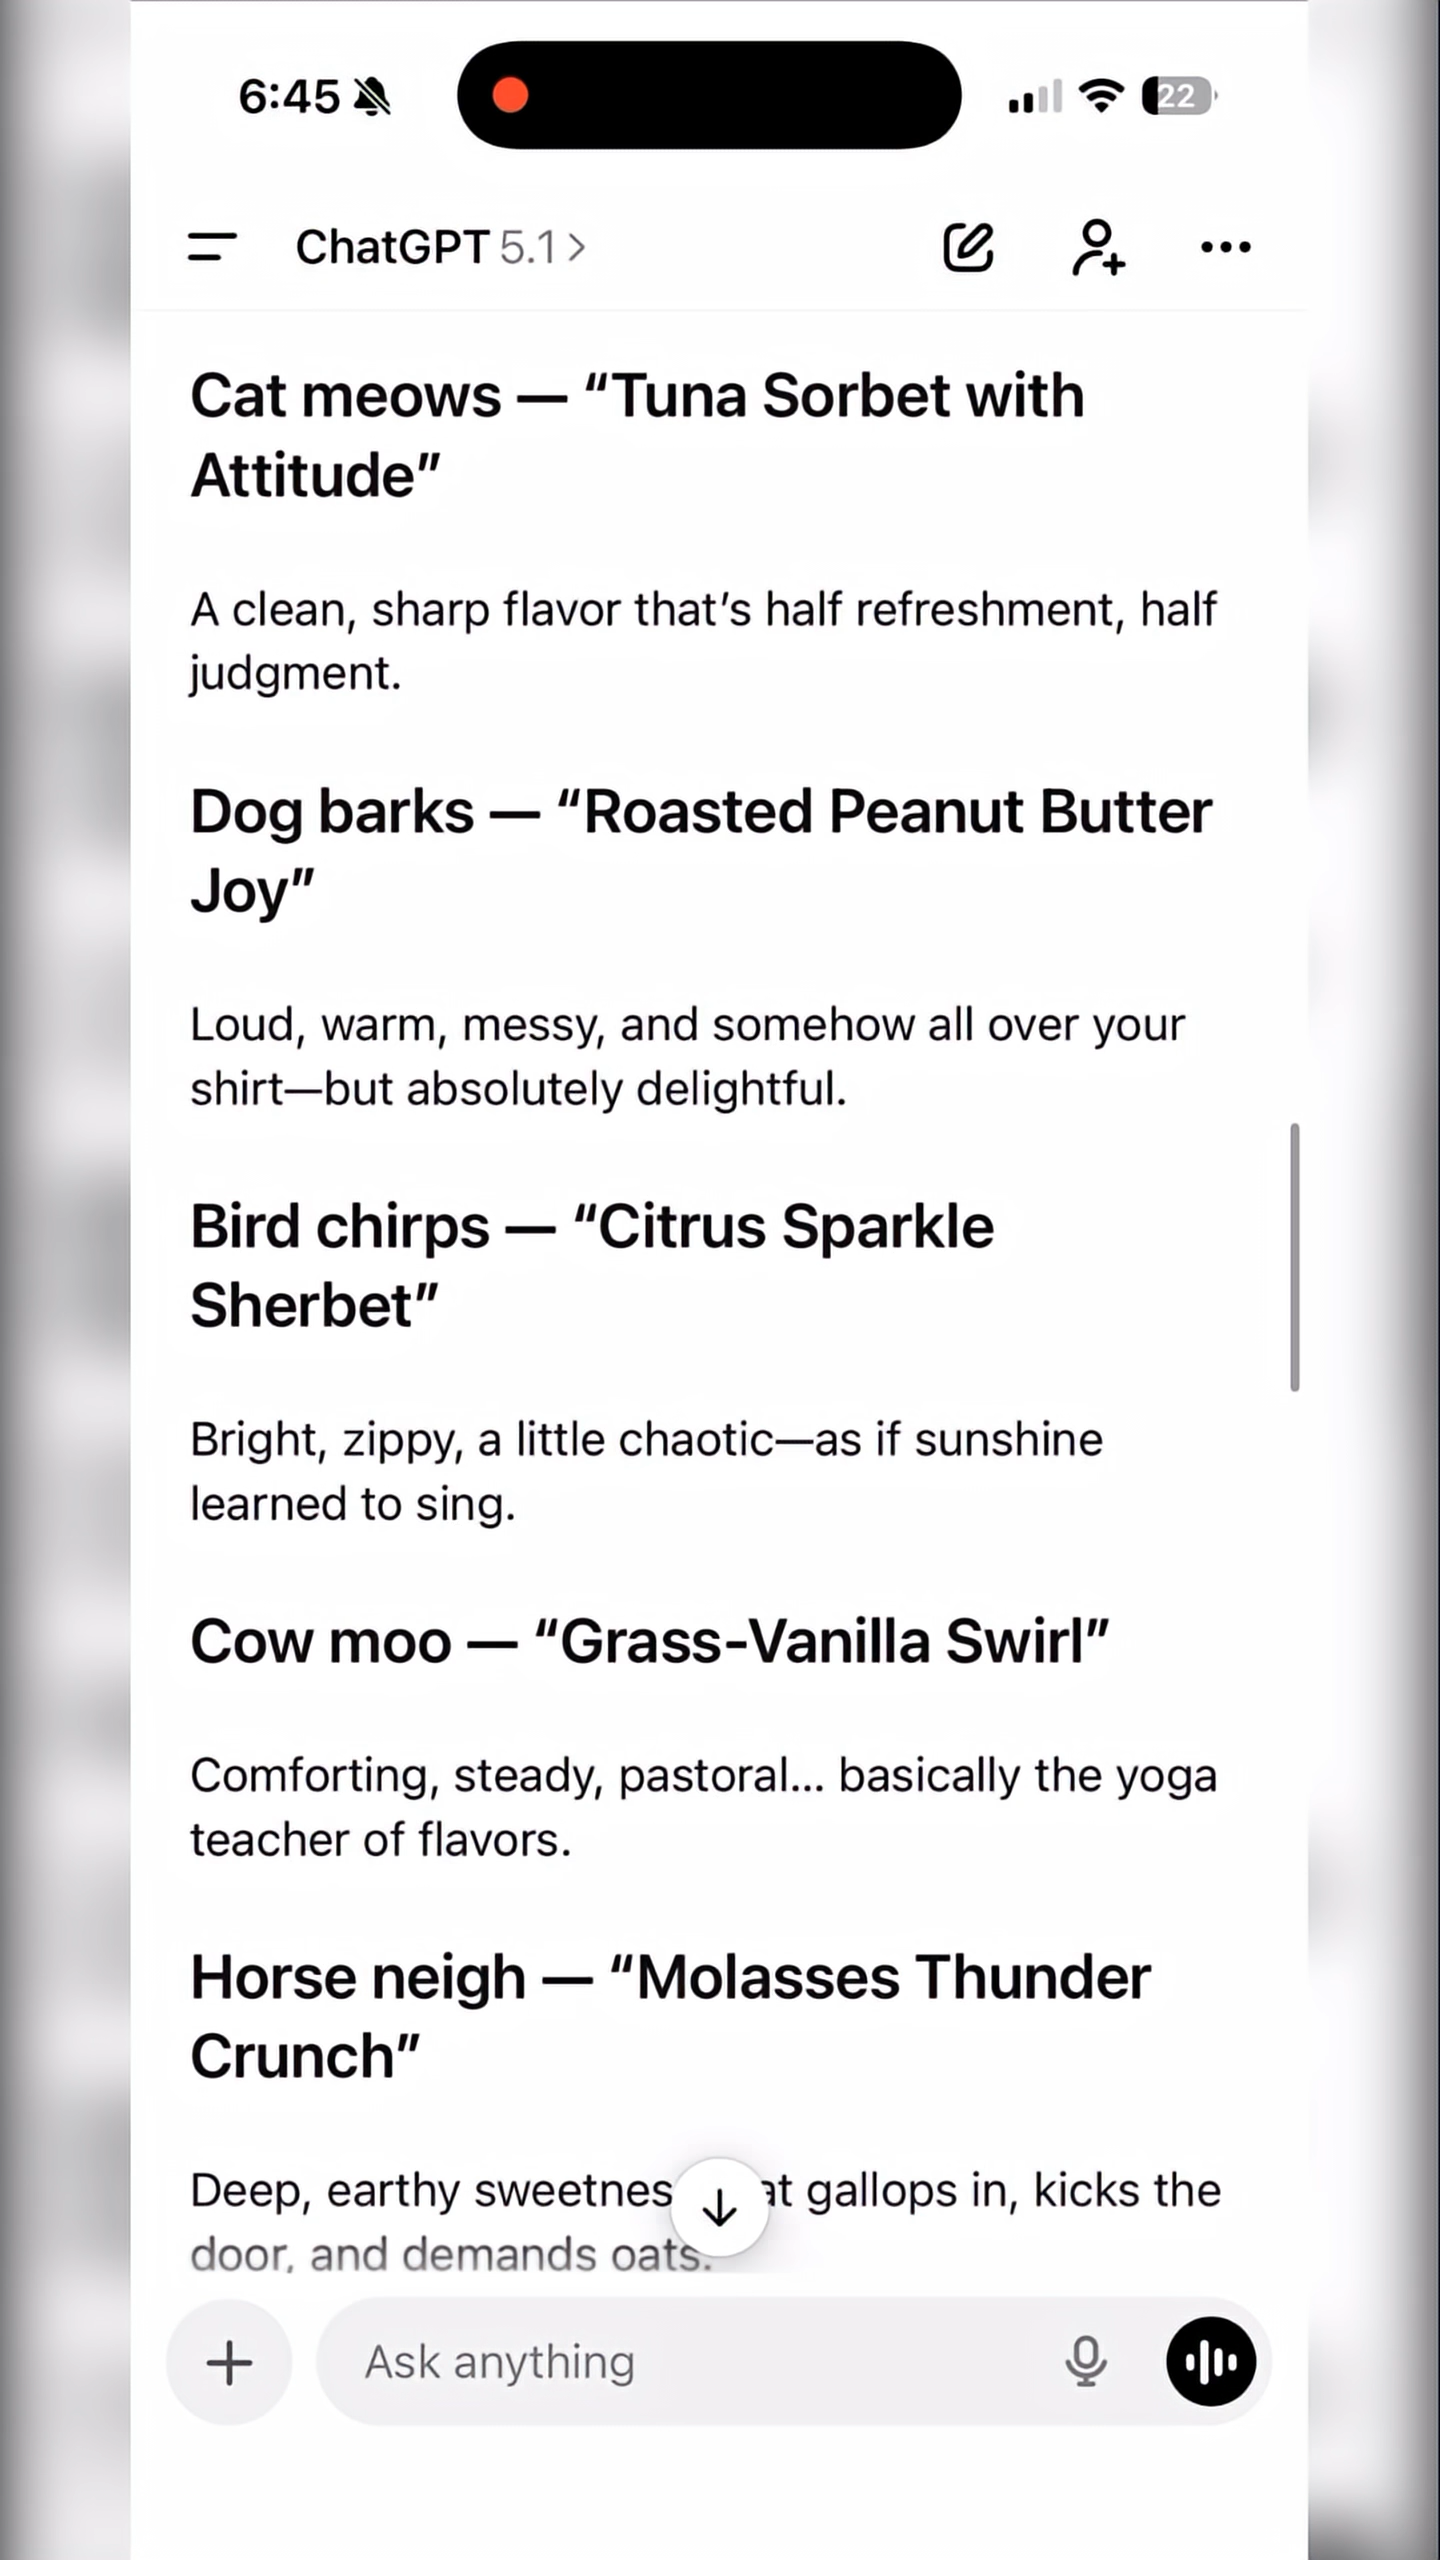 6:45
22
ChatGPT 5.1 >
Cat meows — “Tuna Sorbet with
Attitude”
A clean, sharp flavor that’s half refreshment, half
judgment.
Dog barks — “Roasted Peanut Butter
Joy”
Loud, warm, messy, and somehow all over your
shirt—but absolutely delightful.
Bird chirps — “Citrus Sparkle
Sherbet”
Bright, zippy, a little chaotic—as if sunshine
learned to sing.
Cow moo — “Grass-Vanilla Swirl”
Comforting, steady, pastoral... basically the yoga
teacher of flavors.
Horse neigh — “Molasses Thunder
Crunch”
Deep, earthy gallops in, kicks the
door, and demands oats.
Ask anything